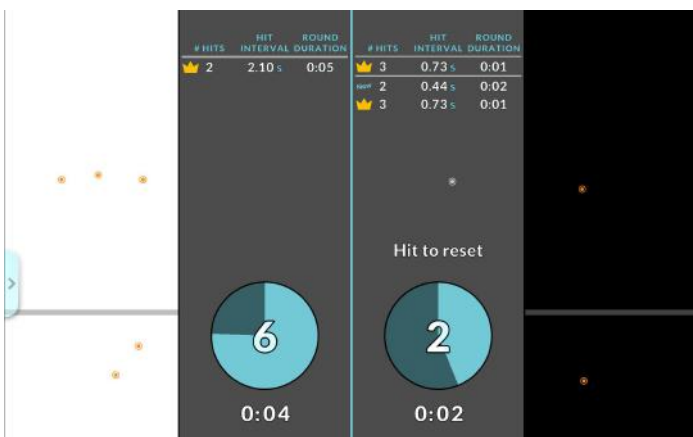 # HITS HIT INTERVAL ROUND DURATION
2 2.10 s 0:05
6
0:04
# HITS HIT INTERVAL ROUND DURATION
3 0.73 s 0:01
2 0.44 s 0:02
3 0.73 s 0:01
Hit to reset
2
0:02